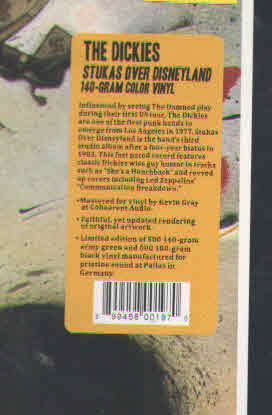 THE DICKIES
STUKAS OVER DISNEYLAND
140-GRAM COLOR VINYL
Influenced by seeing The Damned play
during their first US tour, The Dickies
are one of the first punk bands to
emerge from Los Angeles in 1977. Stukas
Over Disneyland is the band's third
studio album after a four-year hiatus in
1983. This fast paced record features
classic Dickies wise guy humor in tracks
such as "She's a Hunchback" and revved
up covers including Led Zeppelins'
"Communication Breakdown."
•Mastered for vinyl by Kevin Gray
at Cohearent Audio.
•Faithful, yet updated rendering
of original artwork.
•Limited edition of 500 140-gram
army green and 500 180-gram
black vinyl manufactured for
pristine sound at Pallas in
Germany.
8 99458 00197 6